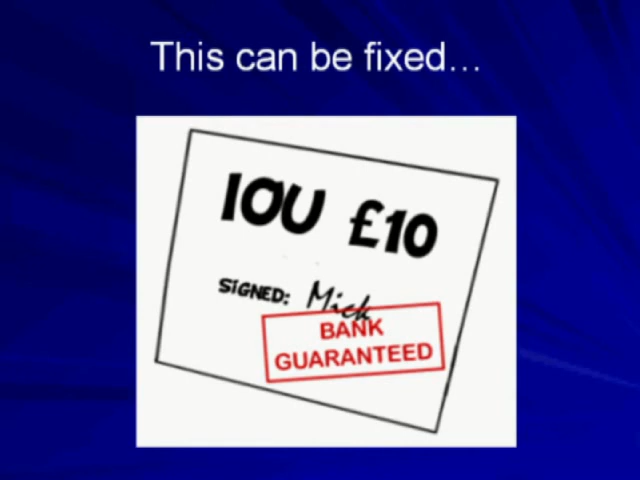 This can be fixed...
IOU £10
SIGNED: Mick
BANK
GUARANTEED